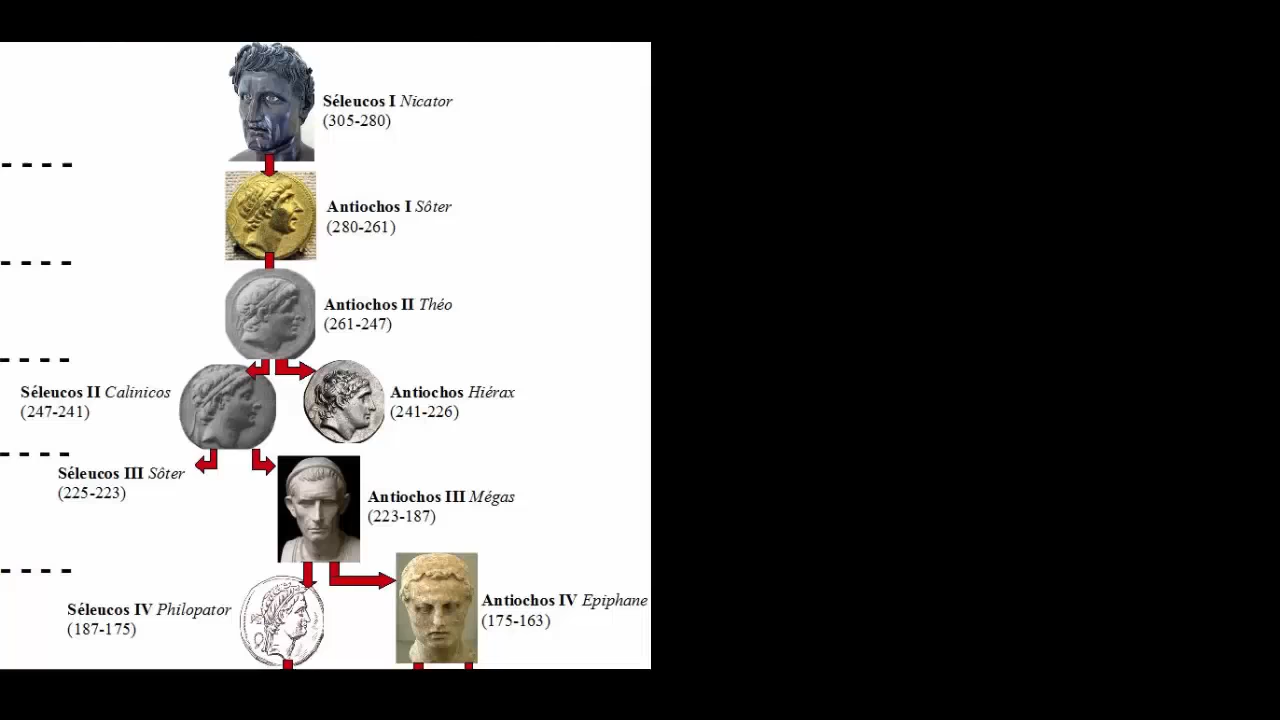 Séleucos I Nicator
(305-280)
Antiochos I Sôter
(280-261)
Antiochos II Théo
(261-247)
Séleucos II Calinicos
(247-241)
Antiochos Hiérax
(241-226)
Séleucos III Sôter
(225-223)
Antiochos III Mégas
(223-187)
Séleucos IV Philopator
(187-175)
Antiochos IV Epiphane
(175-163)